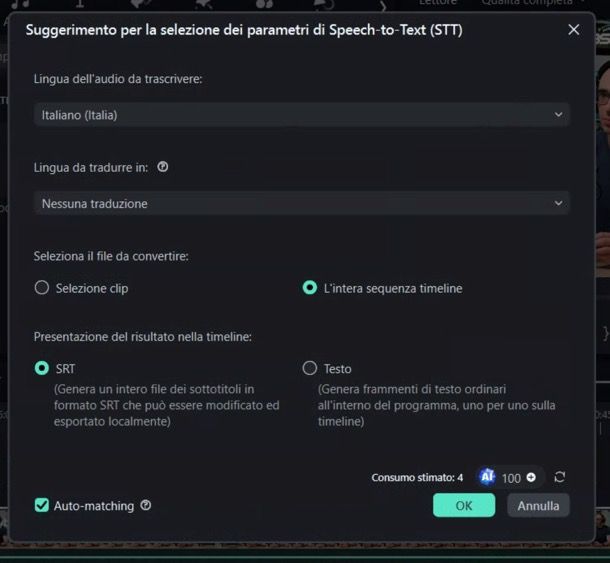 Lettore Qualità completa
Suggerimento per la selezione dei parametri di Speech-to-Text (STT)
Lingua dell'audio da trascrivere:
Italiano (Italia)
Lingua da tradurre in:
Nessuna traduzione
Seleziona il file da convertire:
Selezione clip
L'intera sequenza timeline
Presentazione del risultato nella timeline:
SRT
(Genera un intero file dei sottotitoli in
formato SRT che può essere modificato ed
esportato localmente)
Testo
(Genera frammenti di testo ordinari
all'interno del programma, uno per uno sulla
timeline)
Consumo stimato: 4 AI 100
Auto-matching
OK
Annulla